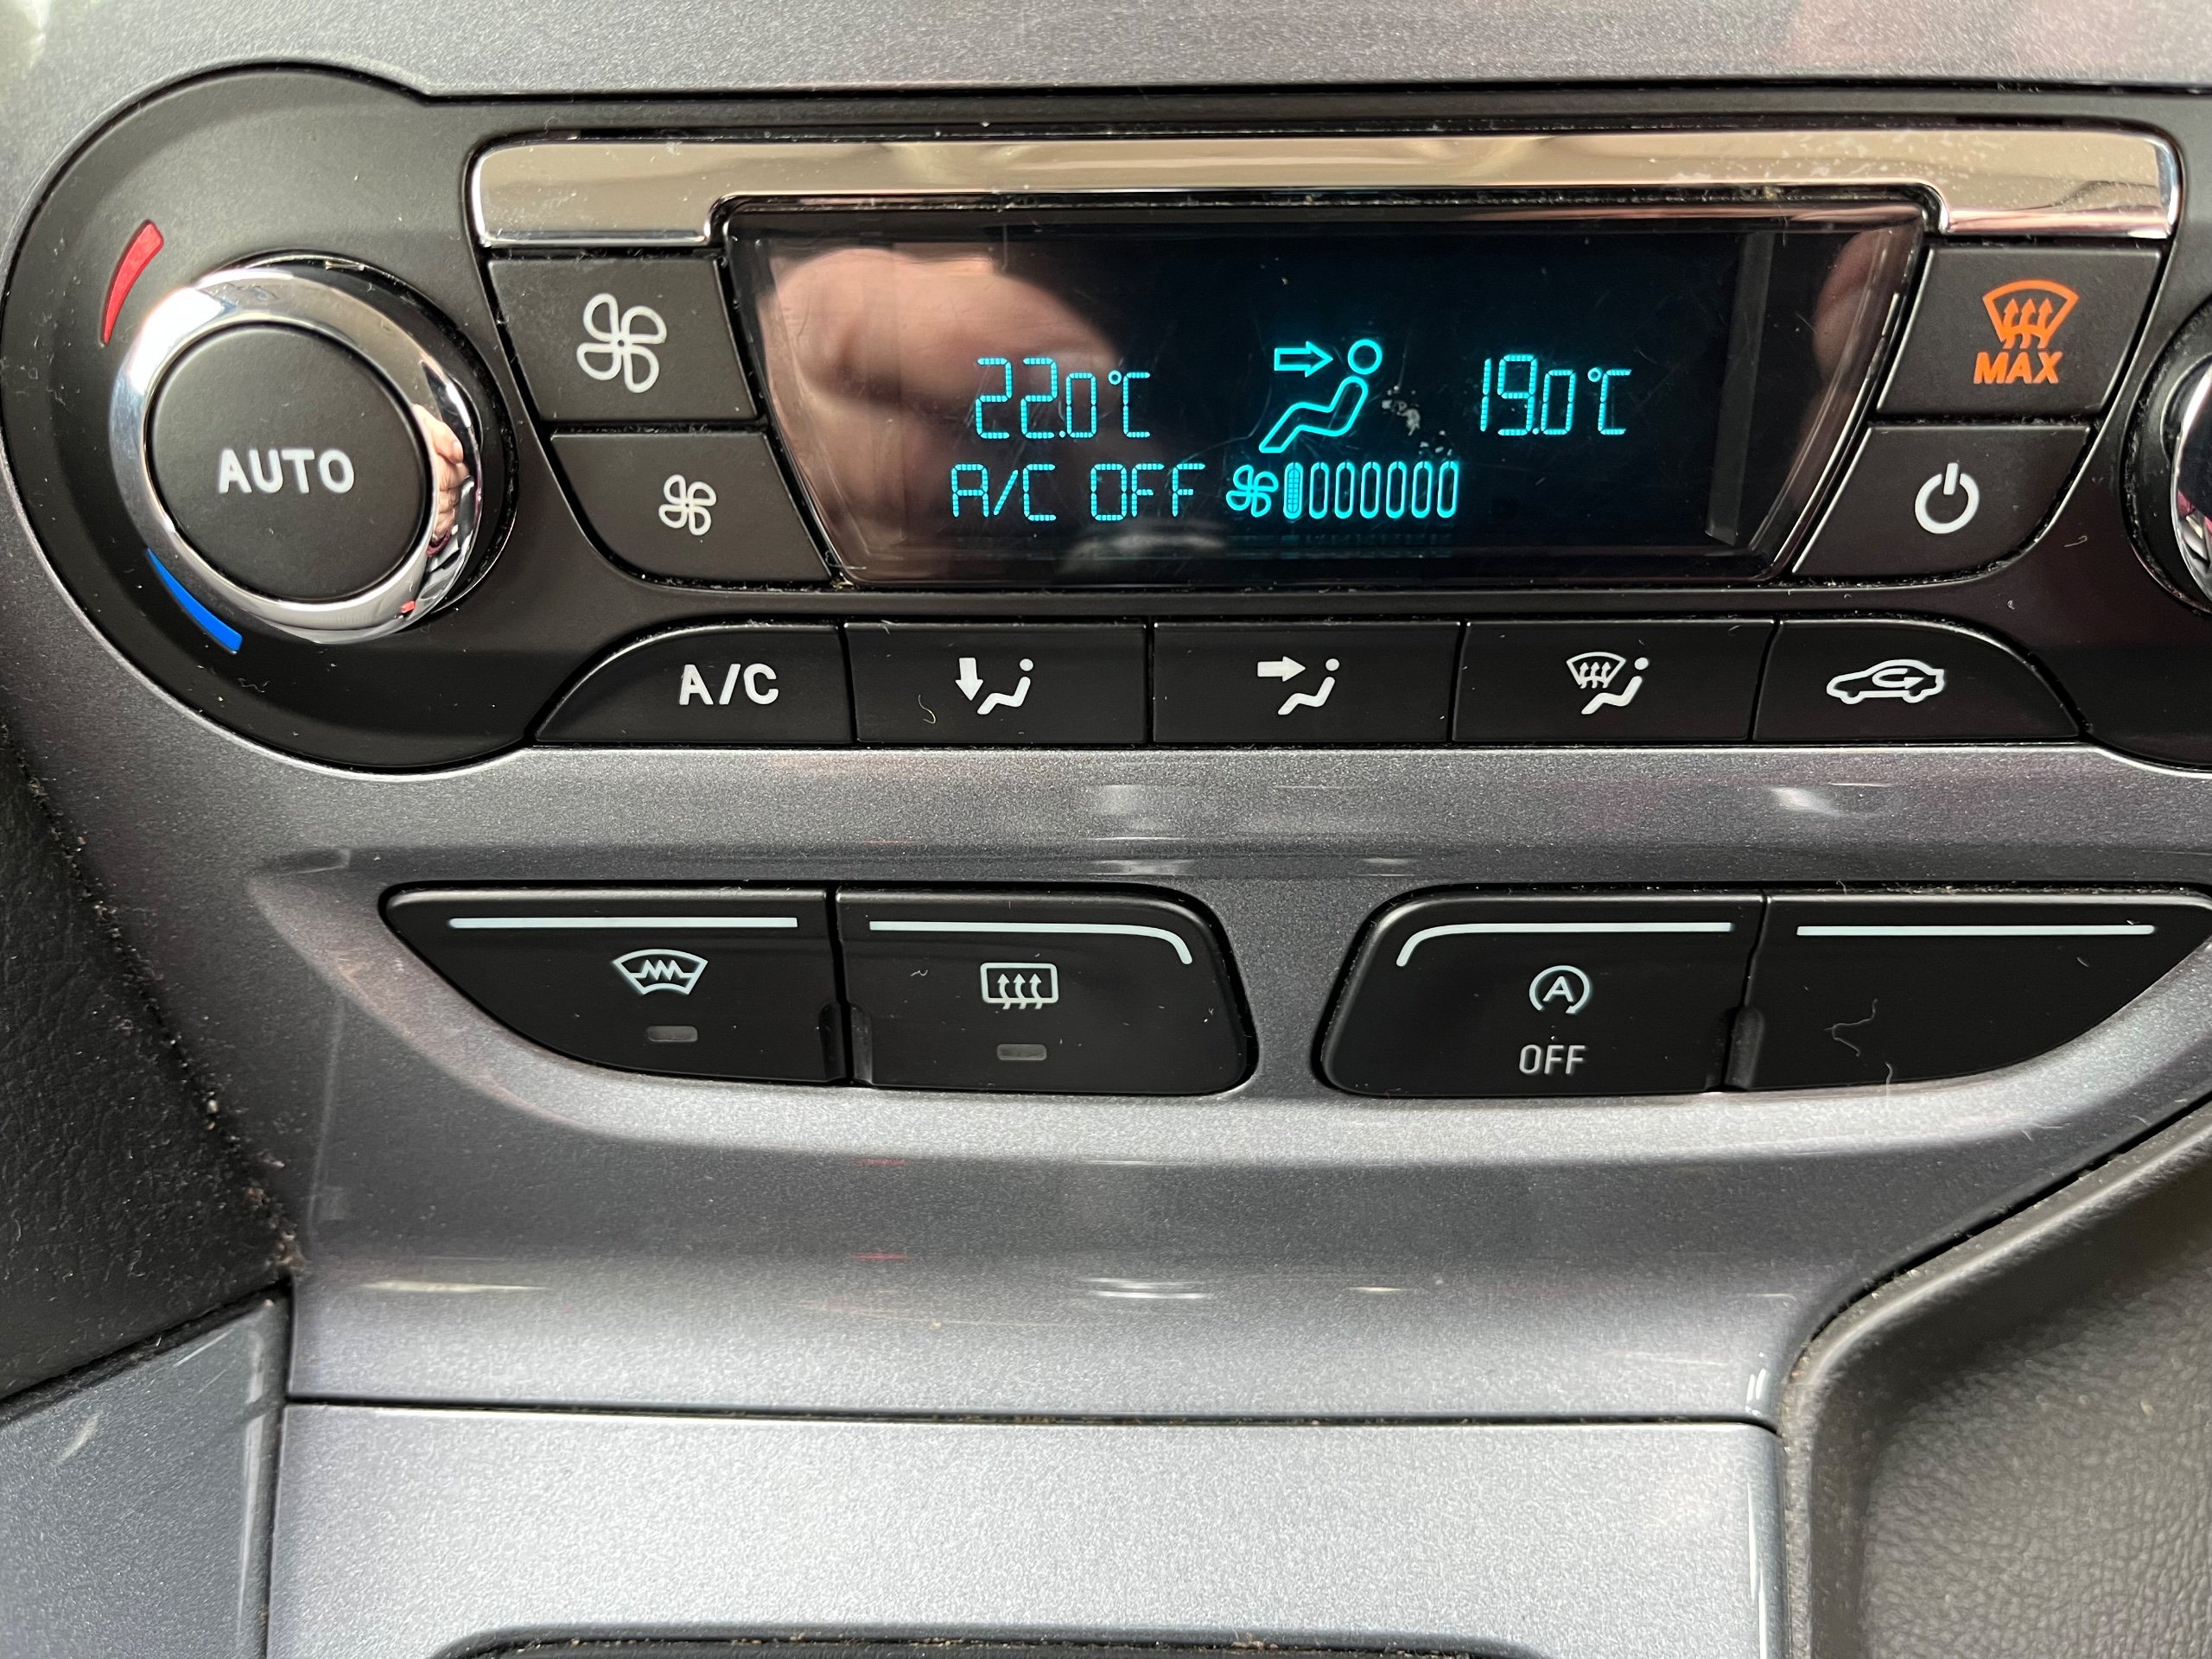 MAX
AUTO
22.0°C 19.0°C
A/C OFF
A/C
A
OFF